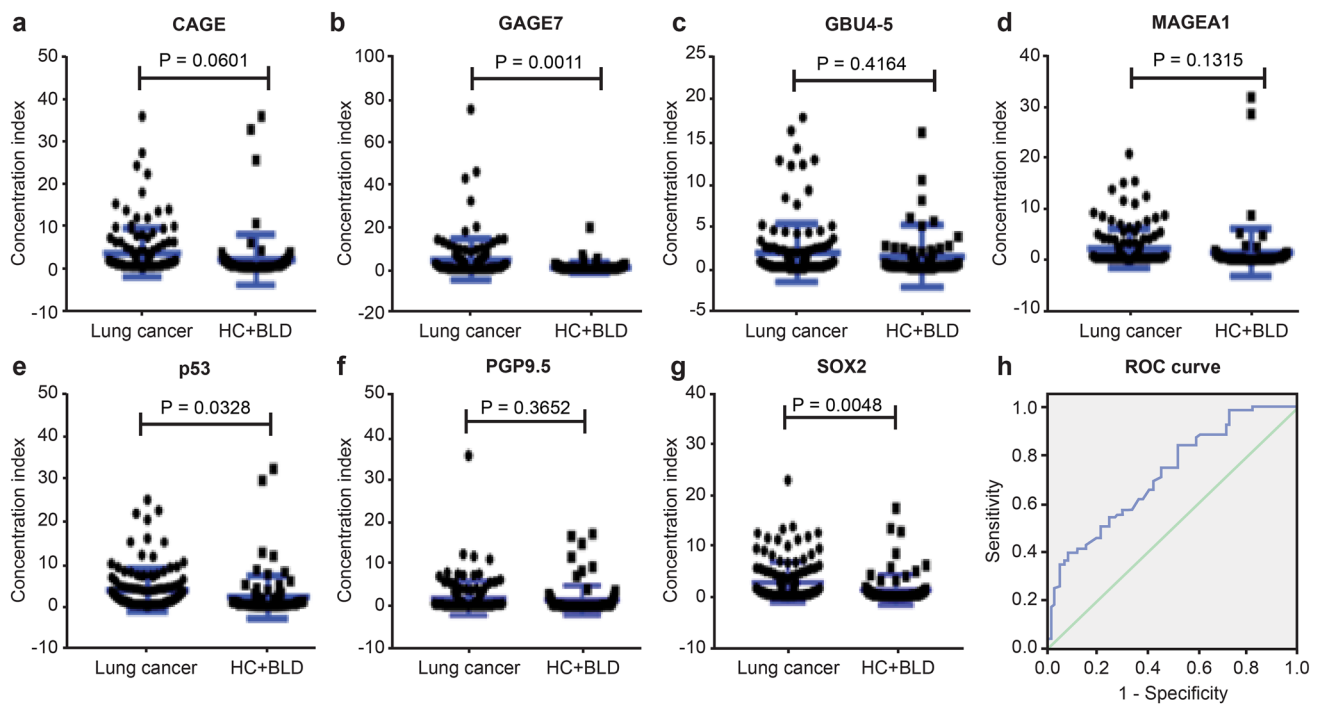 a CAGE
P = 0.0601
Concentration index
50
40
30
20
10
0
-10
Lung cancer HC+BLD
b GAGE7
P = 0.0011
Concentration index
100
80
60
40
20
0
-20
Lung cancer HC+BLD
c GBU4-5
P = 0.4164
Concentration index
25
20
15
10
5
0
-5
Lung cancer HC+BLD
d MAGEA1
P = 0.1315
Concentration index
40
30
20
10
0
-10
Lung cancer HC+BLD
e p53
P = 0.0328
Concentration index
50
40
30
20
10
0
-10
Lung cancer HC+BLD
f PGP9.5
P = 0.3652
Concentration index
50
40
30
20
10
0
-10
Lung cancer HC+BLD
g SOX2
P = 0.0048
Concentration index
40
30
20
10
0
-10
Lung cancer HC+BLD
h ROC curve
Sensitivity
1.0
0.8
0.6
0.4
0.2
0.0
0.0 0.2 0.4 0.6 0.8 1.0
1 - Specificity